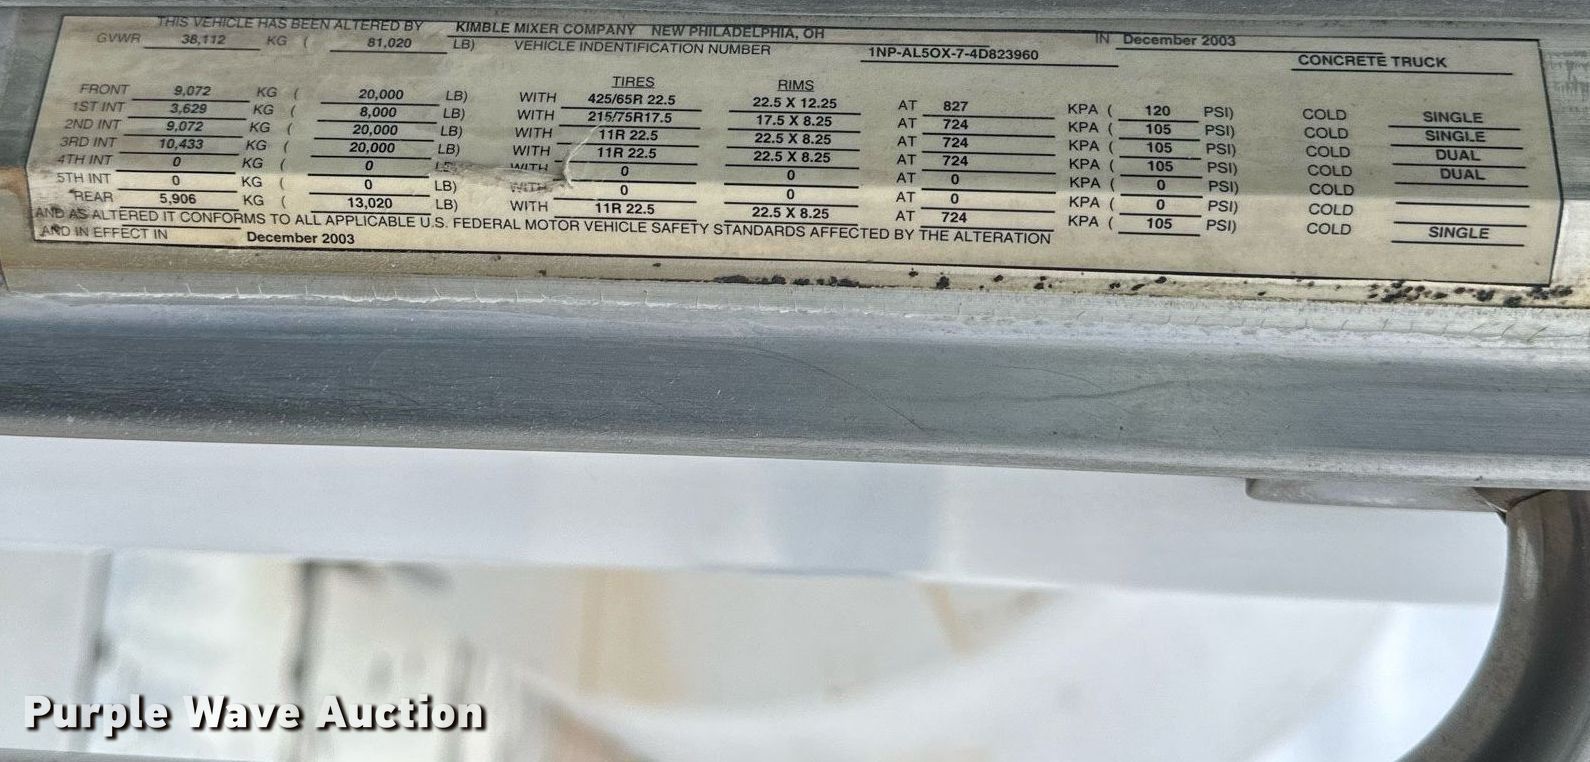 THIS VEHICLE HAS BEEN ALTERED BY KIMBLE MIXER COMPANY NEW PHILADELPHIA, OH IN December 2003
GVWR 38,112 KG ( 81,020 LB) VEHICLE INDENTIFICATION NUMBER 1NP-AL5OX-7-4D823960 CONCRETE TRUCK
TIRES RIMS
FRONT 9,072 KG ( 20,000 LB) WITH 425/65R 22.5 22.5 X 12.25 AT 827 KPA ( 120 PSI) COLD SINGLE
1ST INT 3,629 KG ( 8,000 LB) WITH 215/75R17.5 17.5 X 8.25 AT 724 KPA ( 105 PSI) COLD SINGLE
2ND INT 9,072 KG ( 20,000 LB) WITH 11R 22.5 22.5 X 8.25 AT 724 KPA ( 105 PSI) COLD DUAL
3RD INT 10,433 KG ( 20,000 LB) WITH 11R 22.5 22.5 X 8.25 AT 724 KPA ( 105 PSI) COLD DUAL
4TH INT 0 KG ( 0 WITH 0 0 AT 0 KPA ( 0 PSI) COLD
5TH INT 0 KG ( 0 LB) WITH 0 0 AT 0 KPA ( 0 PSI) COLD
REAR 5,906 KG ( 13,020 LB) WITH 11R 22.5 22.5 X 8.25 AT 724 KPA ( 105 PSI) COLD SINGLE
AND AS ALTERED IT CONFORMS TO ALL APPLICABLE U.S. FEDERAL MOTOR VEHICLE SAFETY STANDARDS AFFECTED BY THE ALTERATION
AND IN EFFECT IN December 2003
Purple Wave Auction